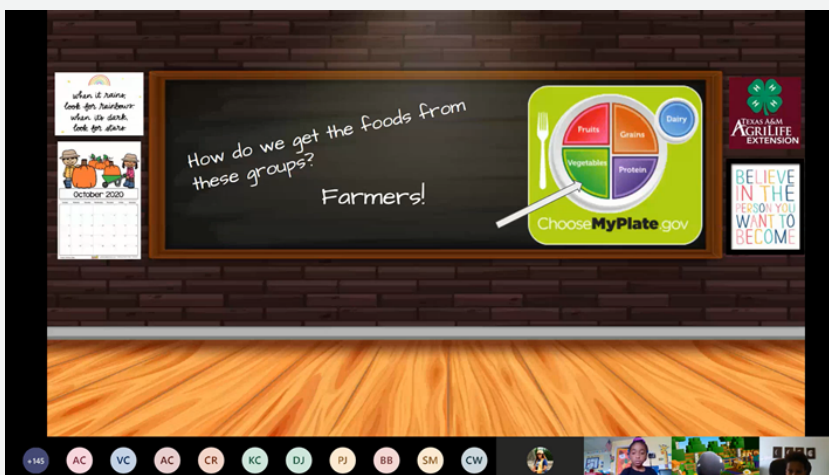 when it rains,
look for rainbows
when it's dark,
look for stars
October 2020
How do we get the foods from
these groups?
Farmers!
Fruits
Grains
Dairy
Vegetables
Protein
ChooseMyPlate.gov
TEXAS A&M
AGRILIFE
EXTENSION
BELIEVE
IN THE
PERSON YOU
WANT TO
BECOME
+145
AC
VC
AC
CR
KC
DJ
PJ
BB
SM
CW